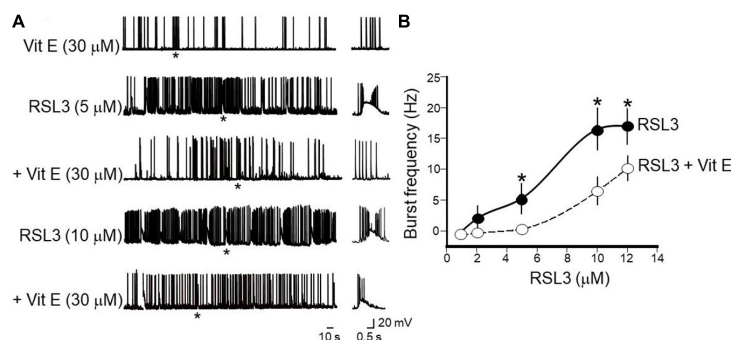 A
Vit E (30 μM)
*
RSL3 (5 μM)
*
+ Vit E (30 μM)
*
RSL3 (10 μM)
*
+ Vit E (30 μM)
*
10 s
0.5 s
20 mV
B
Burst frequency (Hz)
25
20
15
10
5
0
*
*
*
RSL3
RSL3 + Vit E
0 2 4 6 8 10 12 14
RSL3 (μM)